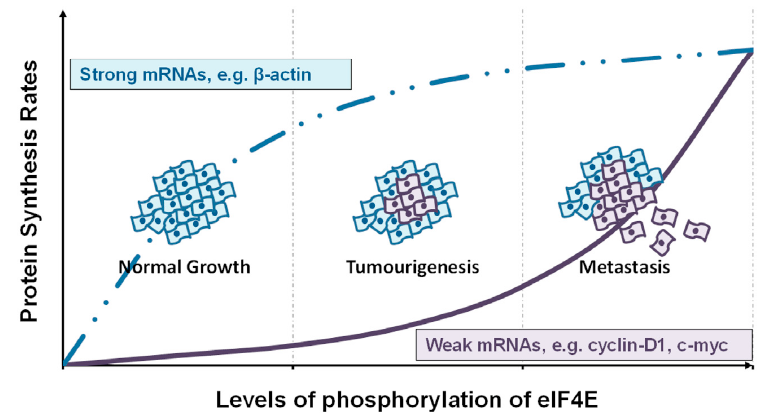 Protein Synthesis Rates
Strong mRNAs, e.g. β-actin
Normal Growth
Tumourigenesis
Metastasis
Weak mRNAs, e.g. cyclin-D1, c-myc
Levels of phosphorylation of eIF4E